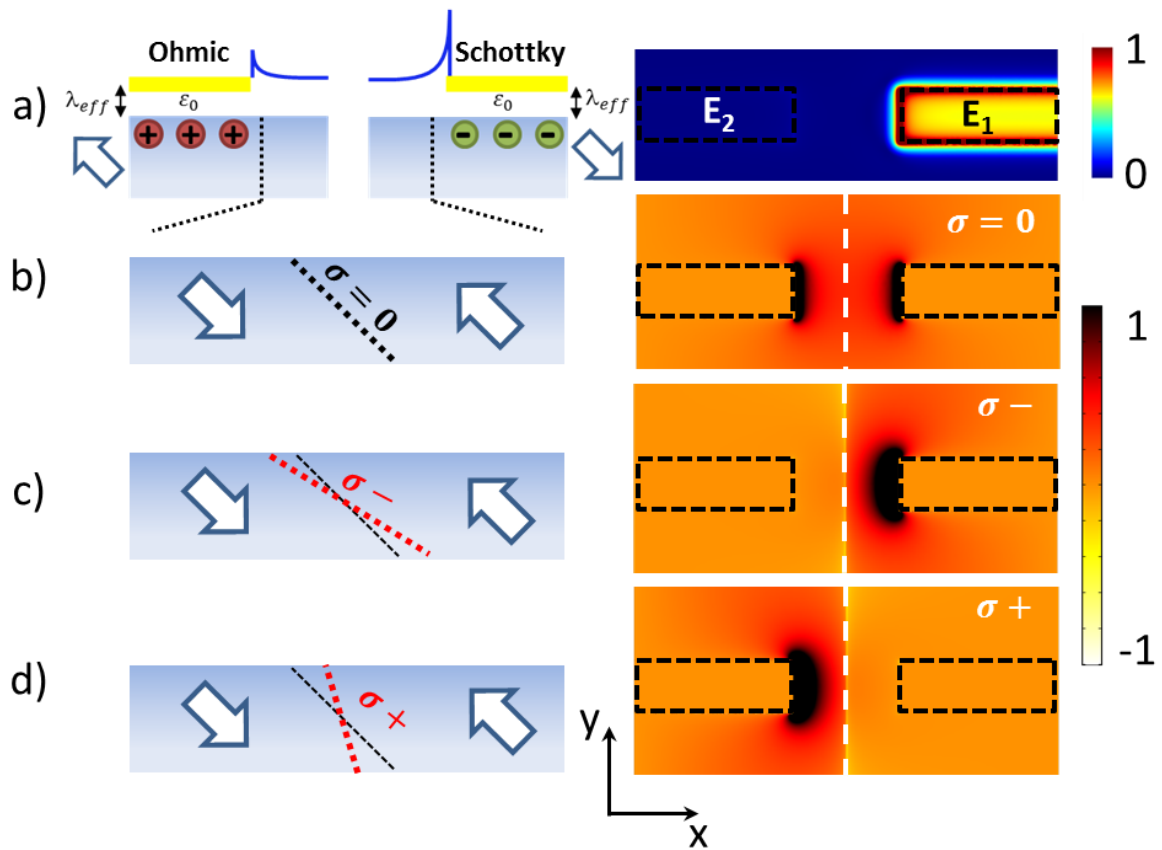 Ohmic
Schottky
λeff
ε0
ε0
λeff
a)
+ + +
− − −
E2
E1
1
0
b)
σ = 0
σ = 0
c)
σ −
σ −
1
-1
d)
σ +
σ +
y
x